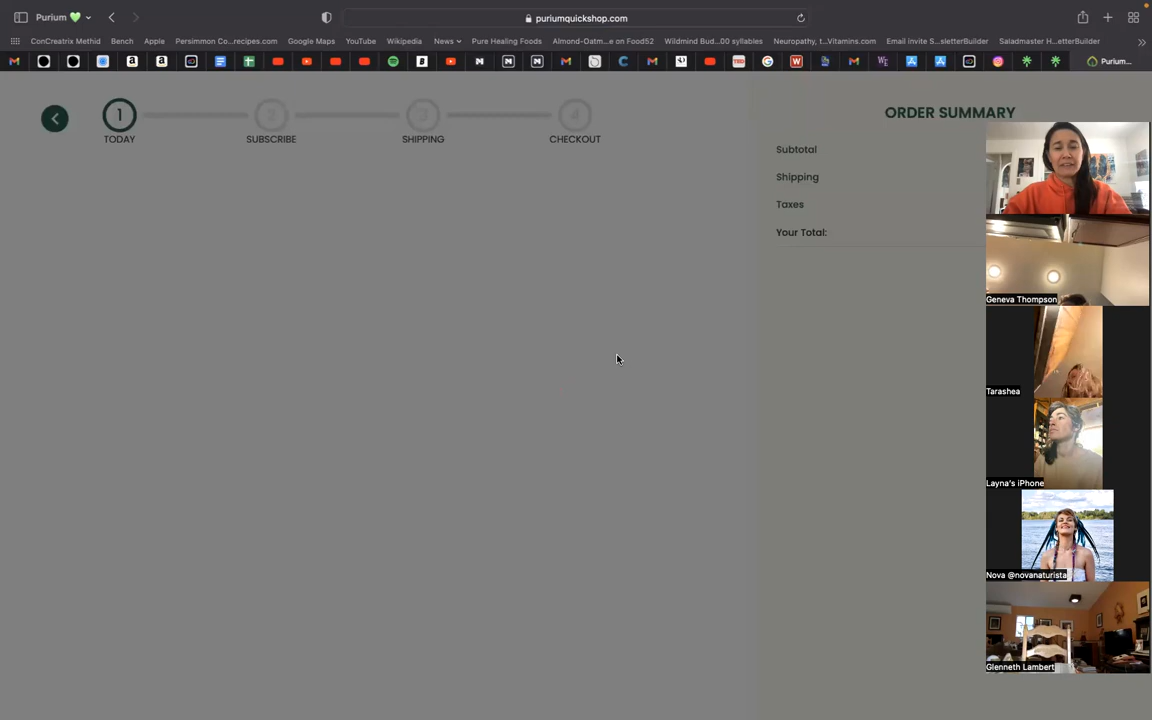 Purium 💚
puriumquickshop.com
ConCreatrix Methid Bench Apple Persimmon Co...recipes.com Google Maps YouTube Wikipedia News Pure Healing Foods Almond-Oatm...e on Food52 Wildmind Bud...00 syllables Neuropathy, t...Vitamins.com Email invite S...sletterBuilder Saladmaster H...etterBuilder
Purium...
1
2
3
4
TODAY
SUBSCRIBE
SHIPPING
CHECKOUT
ORDER SUMMARY
Subtotal
Shipping
Taxes
Your Total:
Geneva Thompson
Tarashea
Layna's iPhone
Nova @novanaturista
Glenneth Lambert